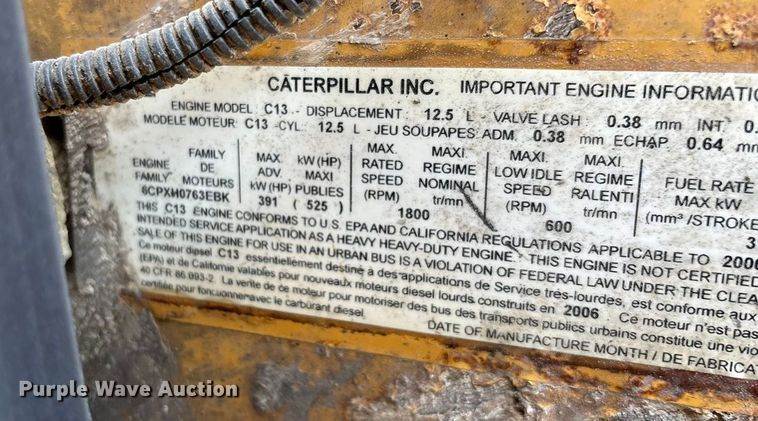 CATERPILLAR INC. IMPORTANT ENGINE INFORMATI
ENGINE MODEL: C13 - DISPLACEMENT: 12.5 L - VALVE LASH : 0.38 mm INT 0.
MODELE MOTEUR: C13 -CYL: 12.5 L - JEU SOUPAPES: ADM. 0.38 mm ECHAP. 0.64 mm
ENGINE FAMILY
FAMILY DE MOTEURS
6CPXH0763EBK
MAX. kW (HP)
ADV. MAXI
kW (HP) PUBLIES
391 ( 525 )
MAX. MAXI.
RATED REGIME
SPEED NOMINAL
(RPM) tr/mn
1800
MAXI. MAXI.
LOW IDLE REGIME
SPEED RALENTI
(RPM) tr/mn
600
FUEL RATE
MAX kW
(mm³ /STROKE
3
THIS C13 ENGINE CONFORMS TO U.S. EPA AND CALIFORNIA REGULATIONS APPLICABLE TO 2006
INTENDED SERVICE APPLICATION AS A HEAVY HEAVY-DUTY ENGINE. THIS ENGINE IS NOT CERTIFIED
SALE OF THIS ENGINE FOR USE IN AN URBAN BUS IS A VIOLATION OF FEDERAL LAW UNDER THE CLEA
Ce moteur diesel C13 essentiellement destiné à des applications de Service très-lourdes, est conforme aux
(EPA) et de Californie valables pour nouveaux moteurs diesel lourds construits en 2006 Ce moteur n'est pas
40 CFR 86.093-2 La verite de ce moteur pour motoriser des bus des transports publics urbains constitue une vio
certifie pour fonctionner avec le carburant diesel.
DATE OF MANUFACTURE MONTH / DE FABRICAT
Purple Wave Auction